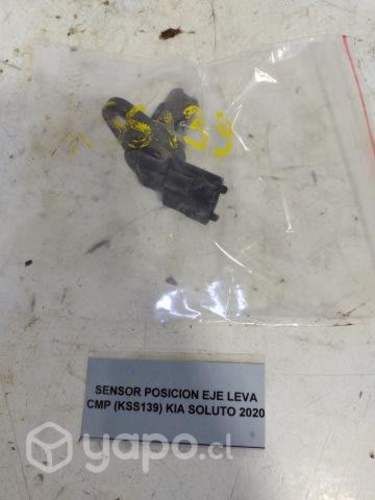 SENSOR POSICION EJE LEVA
CMP (KSS139) KIA SOLUTO 2020
yapo.cl